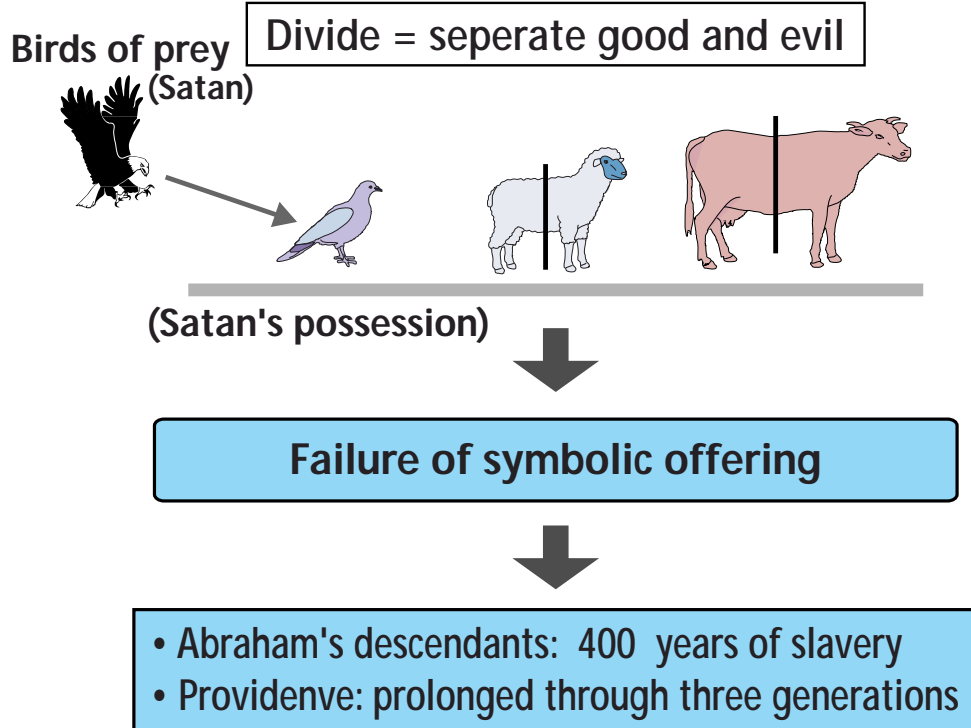 Divide = seperate good and evil
Birds of prey
(Satan)
(Satan's possession)
Failure of symbolic offering
• Abraham's descendants: 400 years of slavery
• Providenve: prolonged through three generations